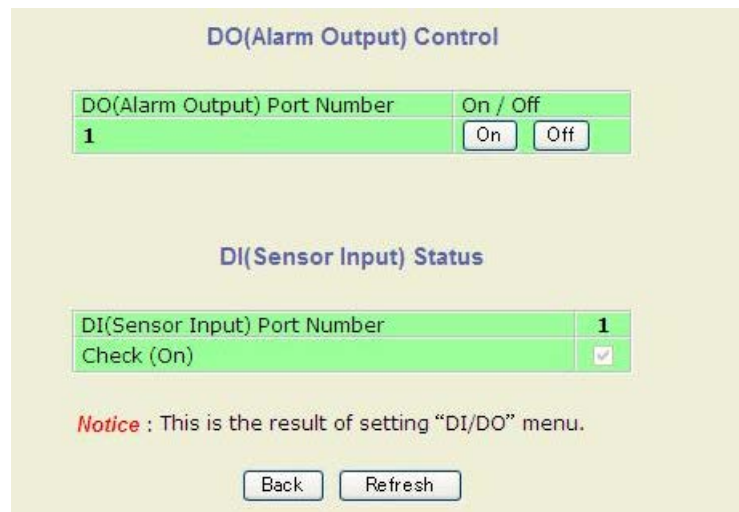 DO(Alarm Output) Control
DO(Alarm Output) Port Number On / Off
1 On Off
DI(Sensor Input) Status
DI(Sensor Input) Port Number 1
Check (On)
Notice : This is the result of setting “DI/DO” menu.
Back Refresh